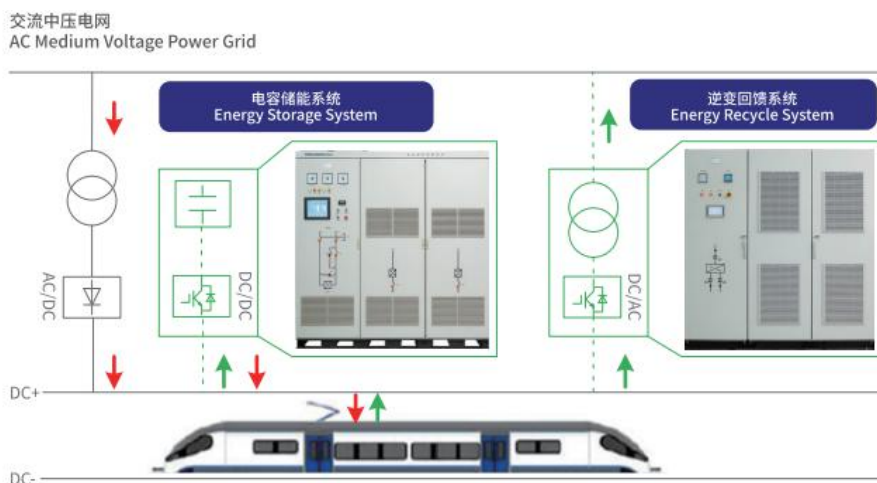 交流中压电网
AC Medium Voltage Power Grid
电容储能系统
Energy Storage System
逆变回馈系统
Energy Recycle System
AC/DC
DC/DC
DC/AC
DC+
DC-